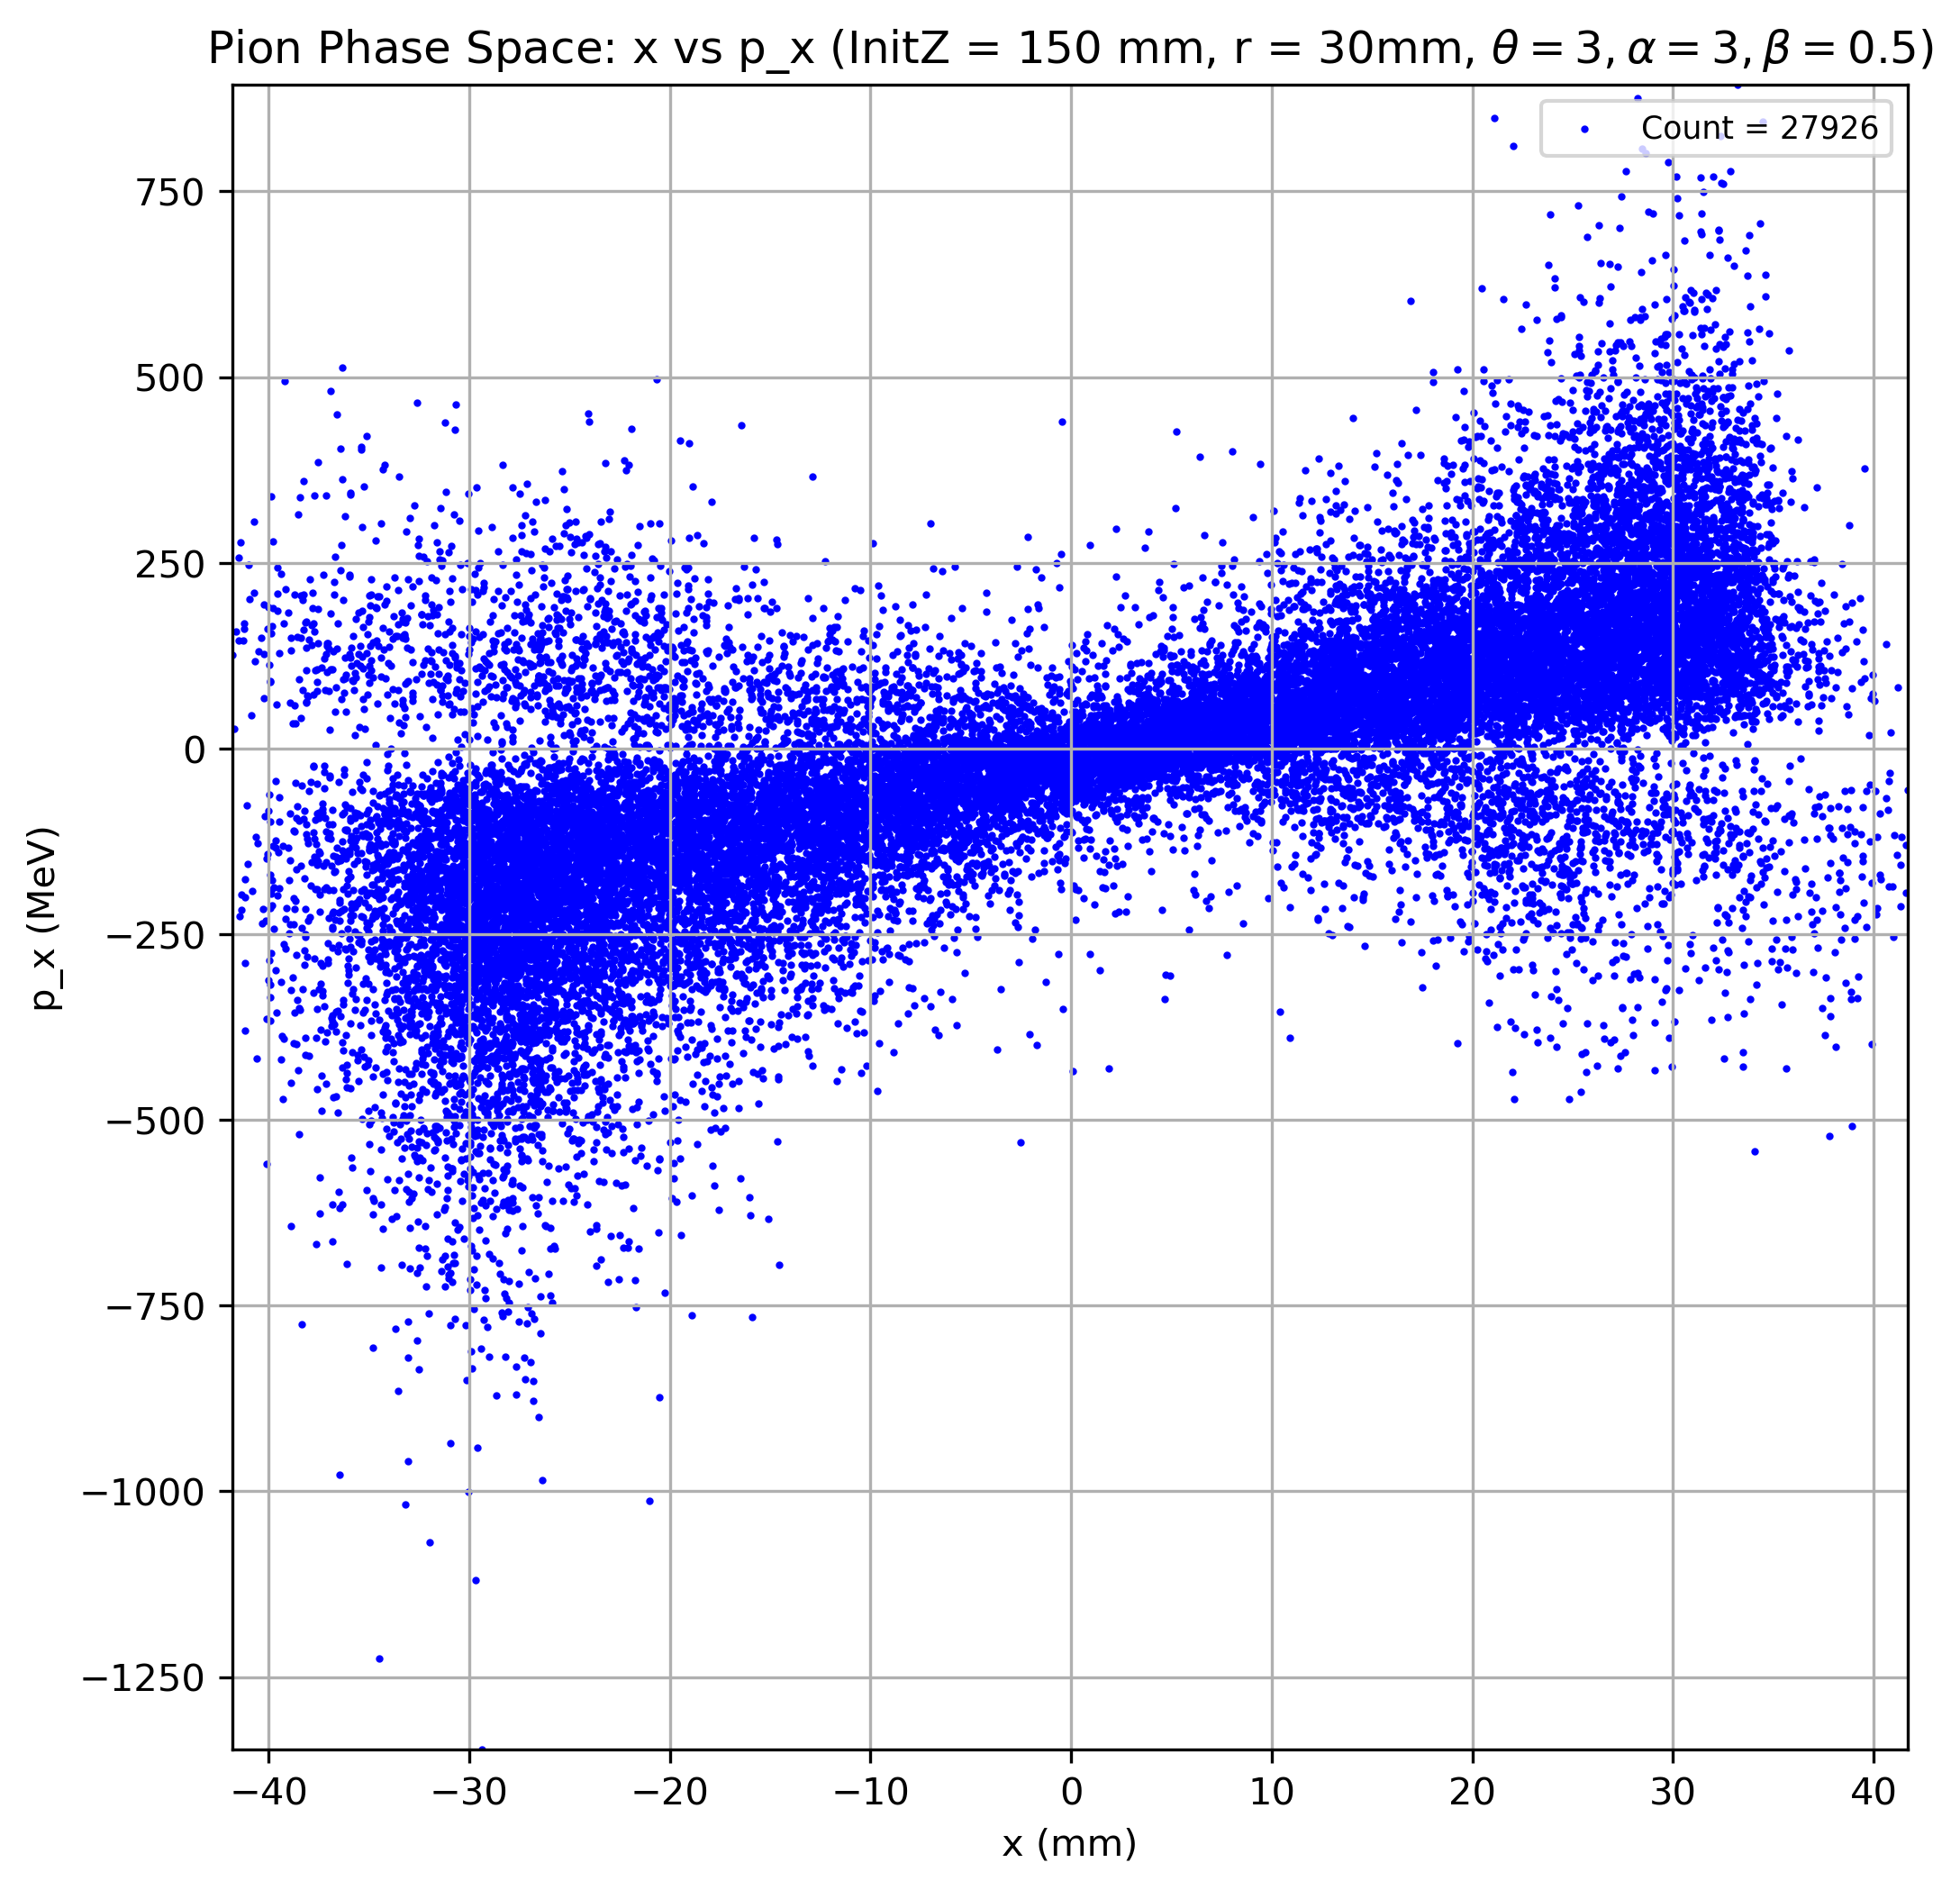 Pion Phase Space: x vs p_x (InitZ = 150 mm, r = 30mm, θ = 3, α = 3, β = 0.5)
Count = 27926
750
500
250
0
−250
−500
−750
−1000
−1250
p_x (MeV)
−40 −30 −20 −10 0 10 20 30 40
x (mm)